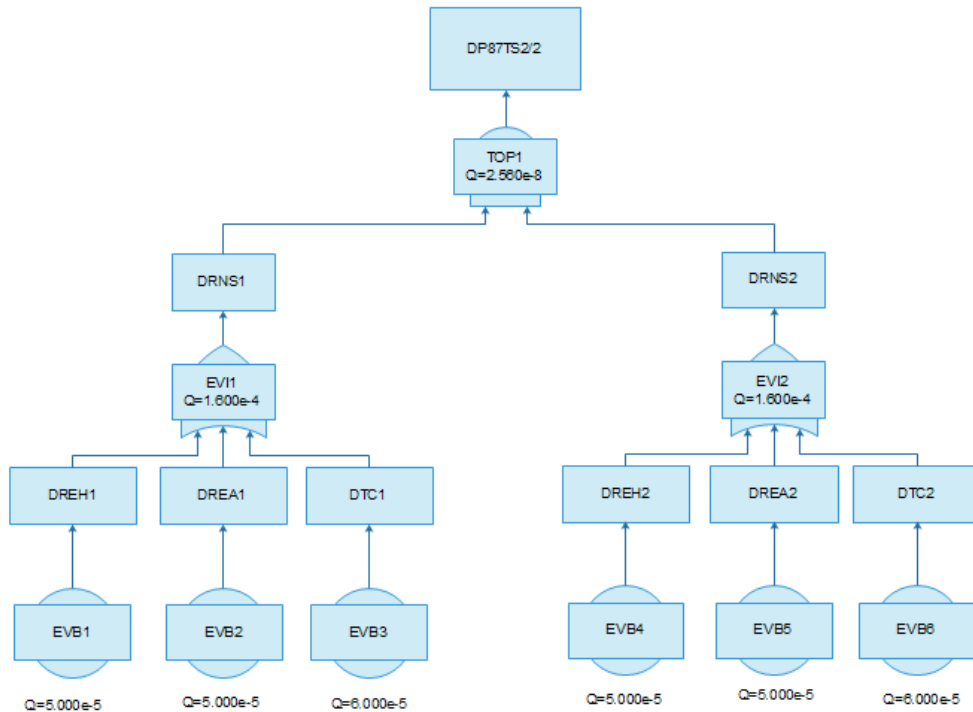 DP87TS2/2
TOP1
Q=2.560e-8
DRNS1
DRNS2
EVI1
Q=1.600e-4
EVI2
Q=1.600e-4
DREH1
DREA1
DTC1
DREH2
DREA2
DTC2
EVB1
EVB2
EVB3
EVB4
EVB5
EVB6
Q=5.000e-5
Q=5.000e-5
Q=6.000e-5
Q=5.000e-5
Q=5.000e-5
Q=6.000e-5